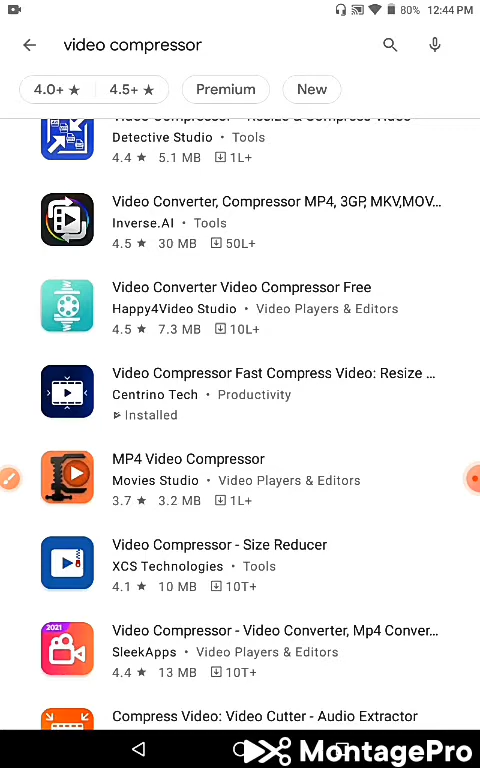 80% 12:44 PM
video compressor
4.0+ ★ 4.5+ ★ Premium New
Video Compressor - Resize & Compress Video
Detective Studio • Tools
4.4 ★ 5.1 MB 1L+
Video Converter, Compressor MP4, 3GP, MKV,MOV...
Inverse.AI • Tools
4.5 ★ 30 MB 50L+
Video Converter Video Compressor Free
Happy4Video Studio • Video Players & Editors
4.5 ★ 7.3 MB 10L+
Video Compressor Fast Compress Video: Resize ...
Centrino Tech • Productivity
Installed
MP4 Video Compressor
Movies Studio • Video Players & Editors
3.7 ★ 3.2 MB 1L+
Video Compressor - Size Reducer
XCS Technologies • Tools
4.1 ★ 10 MB 10T+
2021
Video Compressor - Video Converter, Mp4 Conver...
SleekApps • Video Players & Editors
4.4 ★ 13 MB 10T+
Compress Video: Video Cutter - Audio Extractor
MontagePro